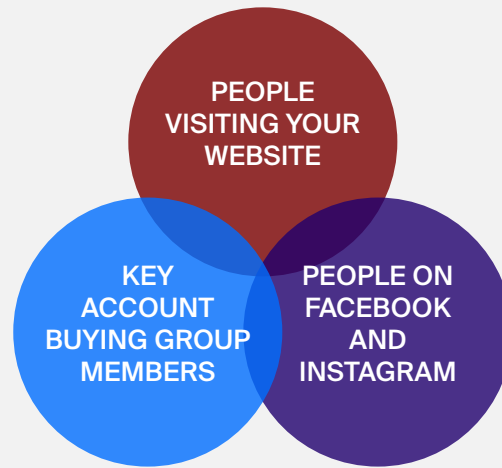 PEOPLE
VISITING YOUR
WEBSITE
KEY
ACCOUNT
BUYING GROUP
MEMBERS
PEOPLE ON
FACEBOOK
AND
INSTAGRAM